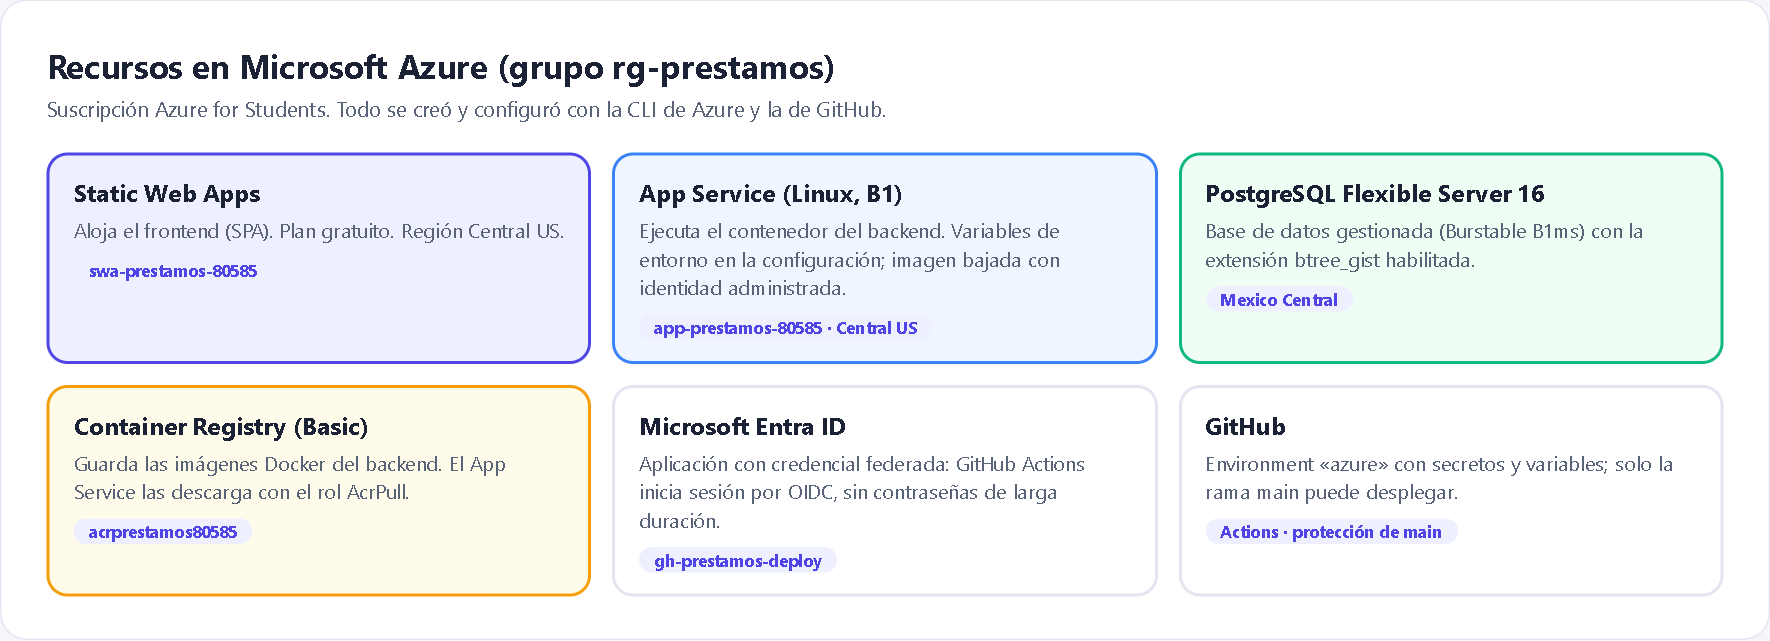 Recursos en Microsoft Azure (grupo rg-prestamos)
Suscripción Azure for Students. Todo se creó y configuró con la CLI de Azure y la de GitHub.
Static Web Apps
Aloja el frontend (SPA). Plan gratuito. Región Central US.
swa-prestamos-80585
App Service (Linux, B1)
Ejecuta el contenedor del backend. Variables de
entorno en la configuración; imagen bajada con
identidad administrada.
app-prestamos-80585 · Central US
PostgreSQL Flexible Server 16
Base de datos gestionada (Burstable B1ms) con la
extensión btree_gist habilitada.
Mexico Central
Container Registry (Basic)
Guarda las imágenes Docker del backend. El App
Service las descarga con el rol AcrPull.
acrprestamos80585
Microsoft Entra ID
Aplicación con credencial federada: GitHub Actions
inicia sesión por OIDC, sin contraseñas de larga
duración.
gh-prestamos-deploy
GitHub
Environment «azure» con secretos y variables; solo la
rama main puede desplegar.
Actions · protección de main